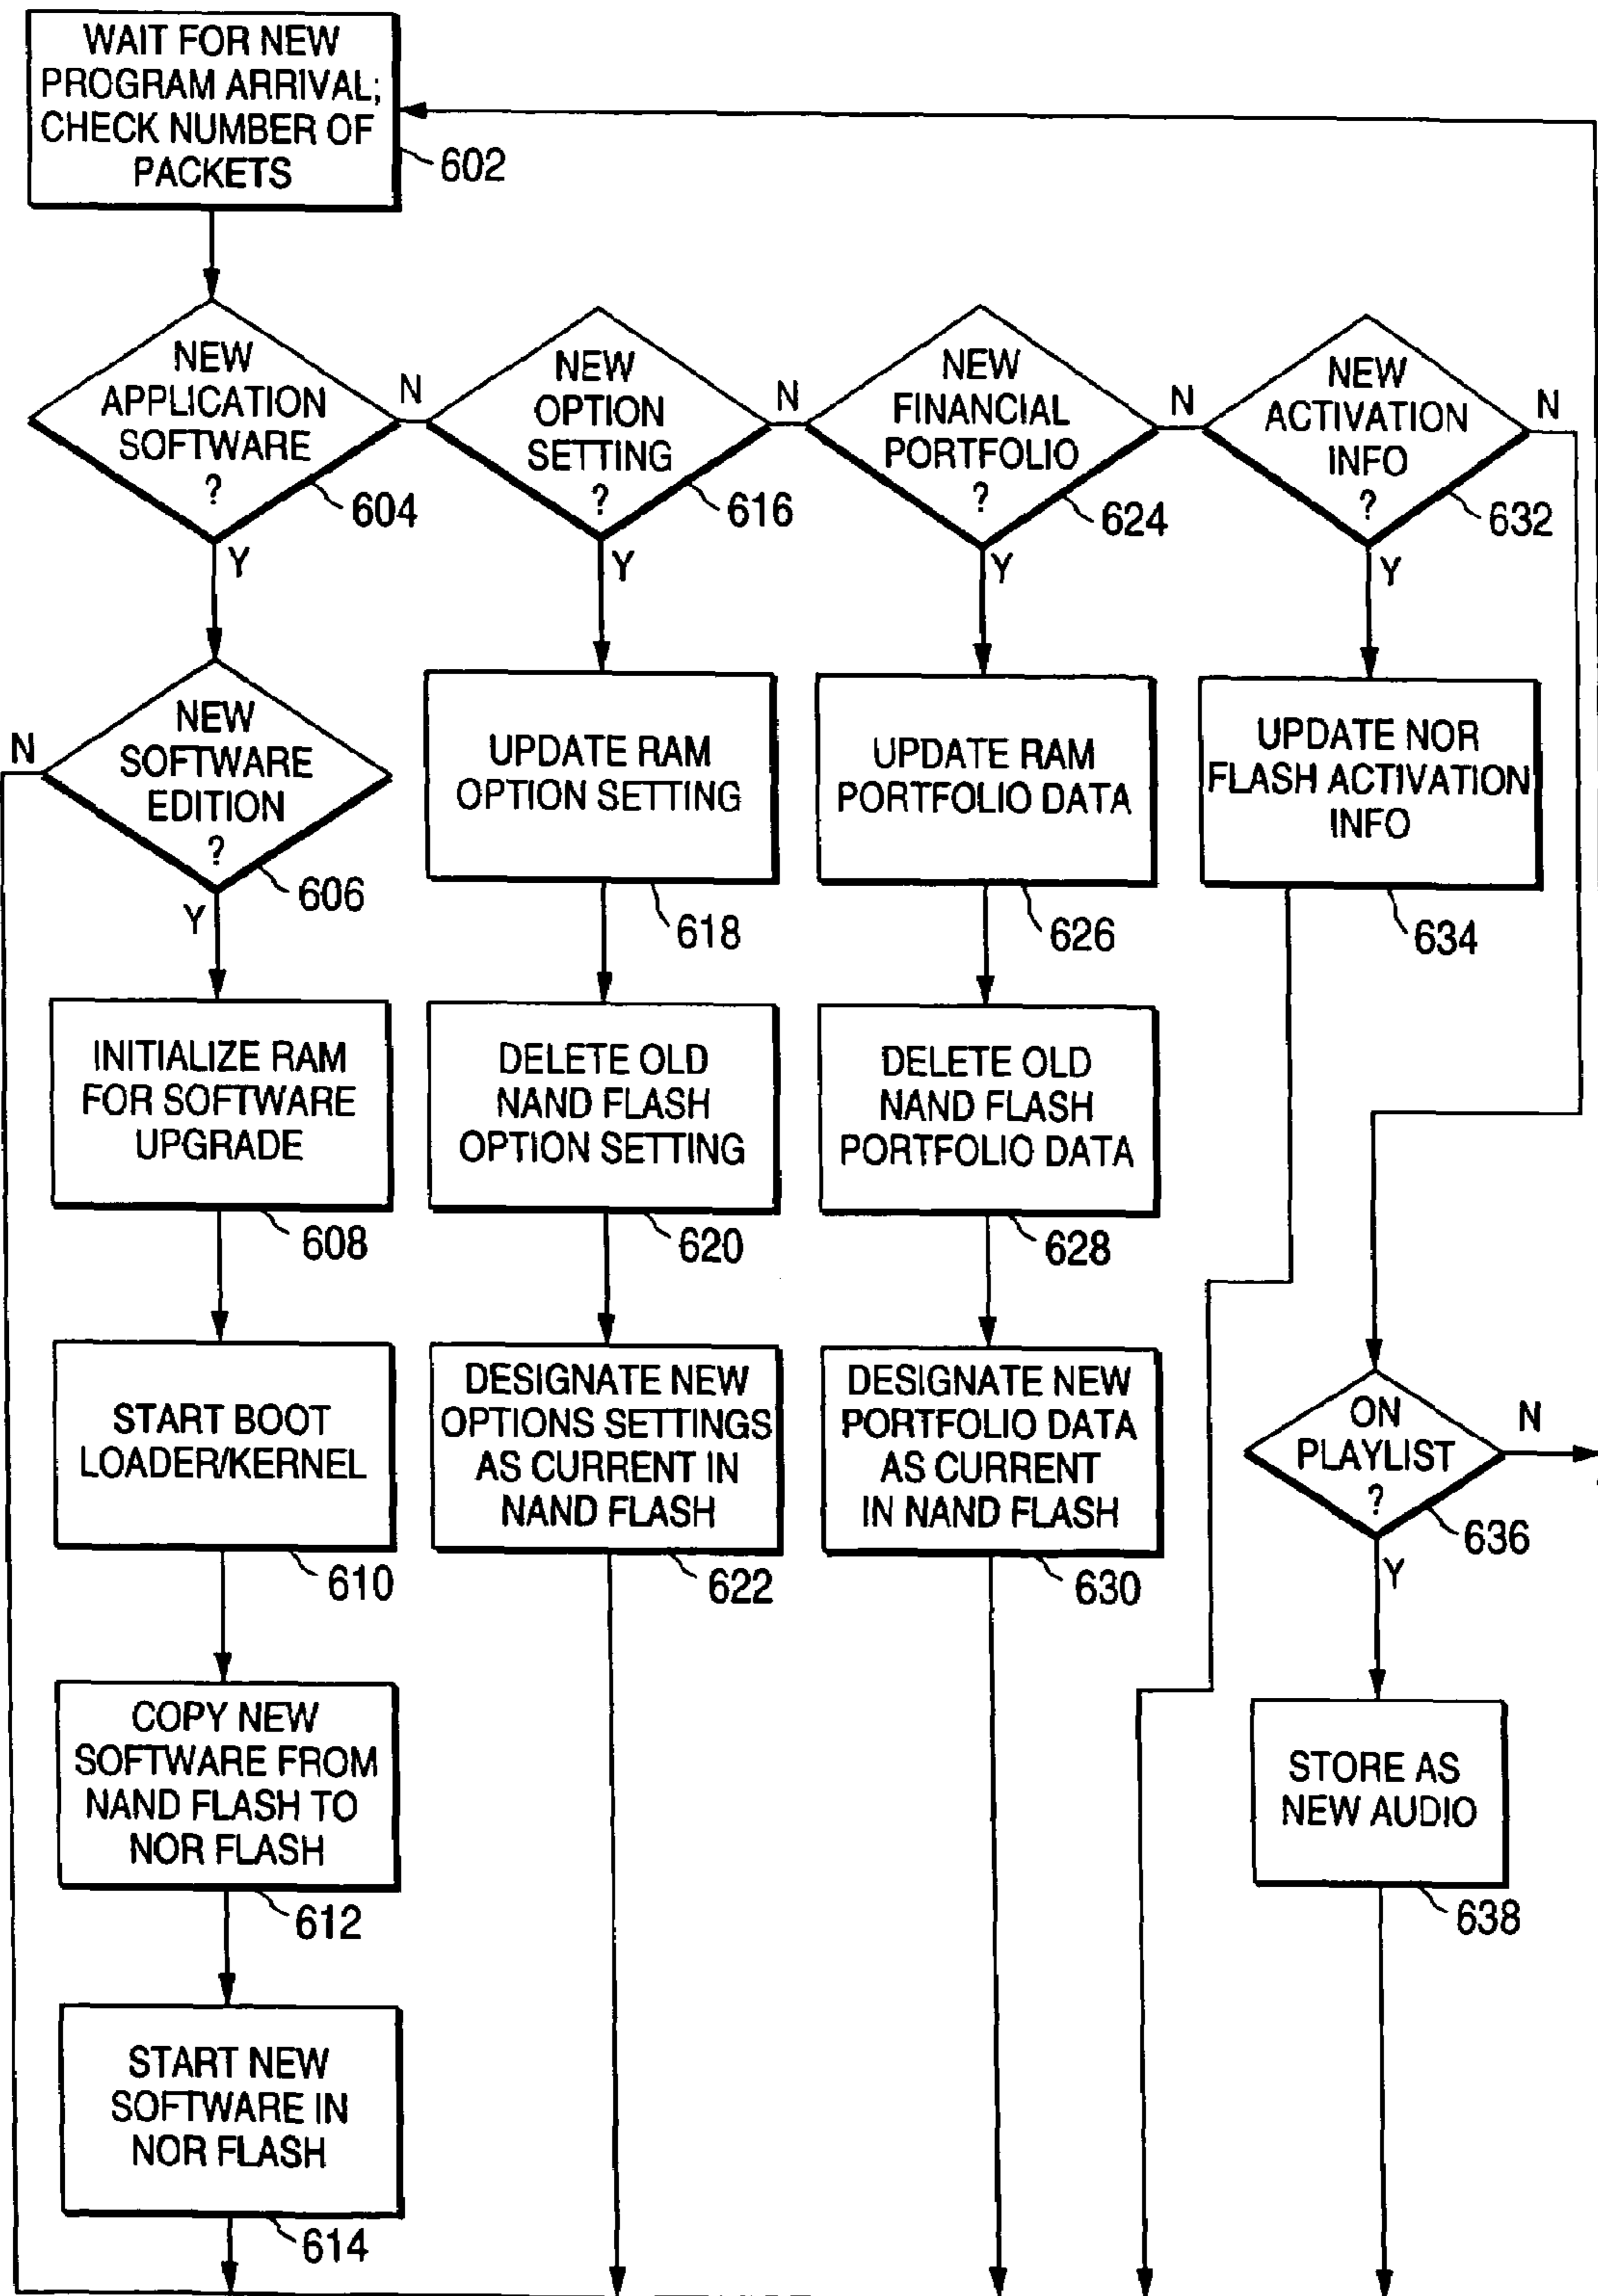 WAIT FOR NEW
PROGRAM ARRIVAL;
CHECK NUMBER OF
PACKETS
602
NEW
APPLICATION
SOFTWARE
?
604
N
Y
NEW
OPTION
SETTING
?
616
N
Y
NEW
FINANCIAL
PORTFOLIO
?
624
N
Y
NEW
ACTIVATION
INFO
?
632
N
Y
NEW
SOFTWARE
EDITION
?
606
N
Y
UPDATE RAM
OPTION SETTING
618
UPDATE RAM
PORTFOLIO DATA
626
UPDATE NOR
FLASH ACTIVATION
INFO
634
INITIALIZE RAM
FOR SOFTWARE
UPGRADE
608
DELETE OLD
NAND FLASH
OPTION SETTING
620
DELETE OLD
NAND FLASH
PORTFOLIO DATA
628
START BOOT
LOADER/KERNEL
610
DESIGNATE NEW
OPTIONS SETTINGS
AS CURRENT IN
NAND FLASH
622
DESIGNATE NEW
PORTFOLIO DATA
AS CURRENT
IN NAND FLASH
630
ON
PLAYLIST
?
636
N
Y
COPY NEW
SOFTWARE FROM
NAND FLASH TO
NOR FLASH
612
STORE AS
NEW AUDIO
638
START NEW
SOFTWARE IN
NOR FLASH
614